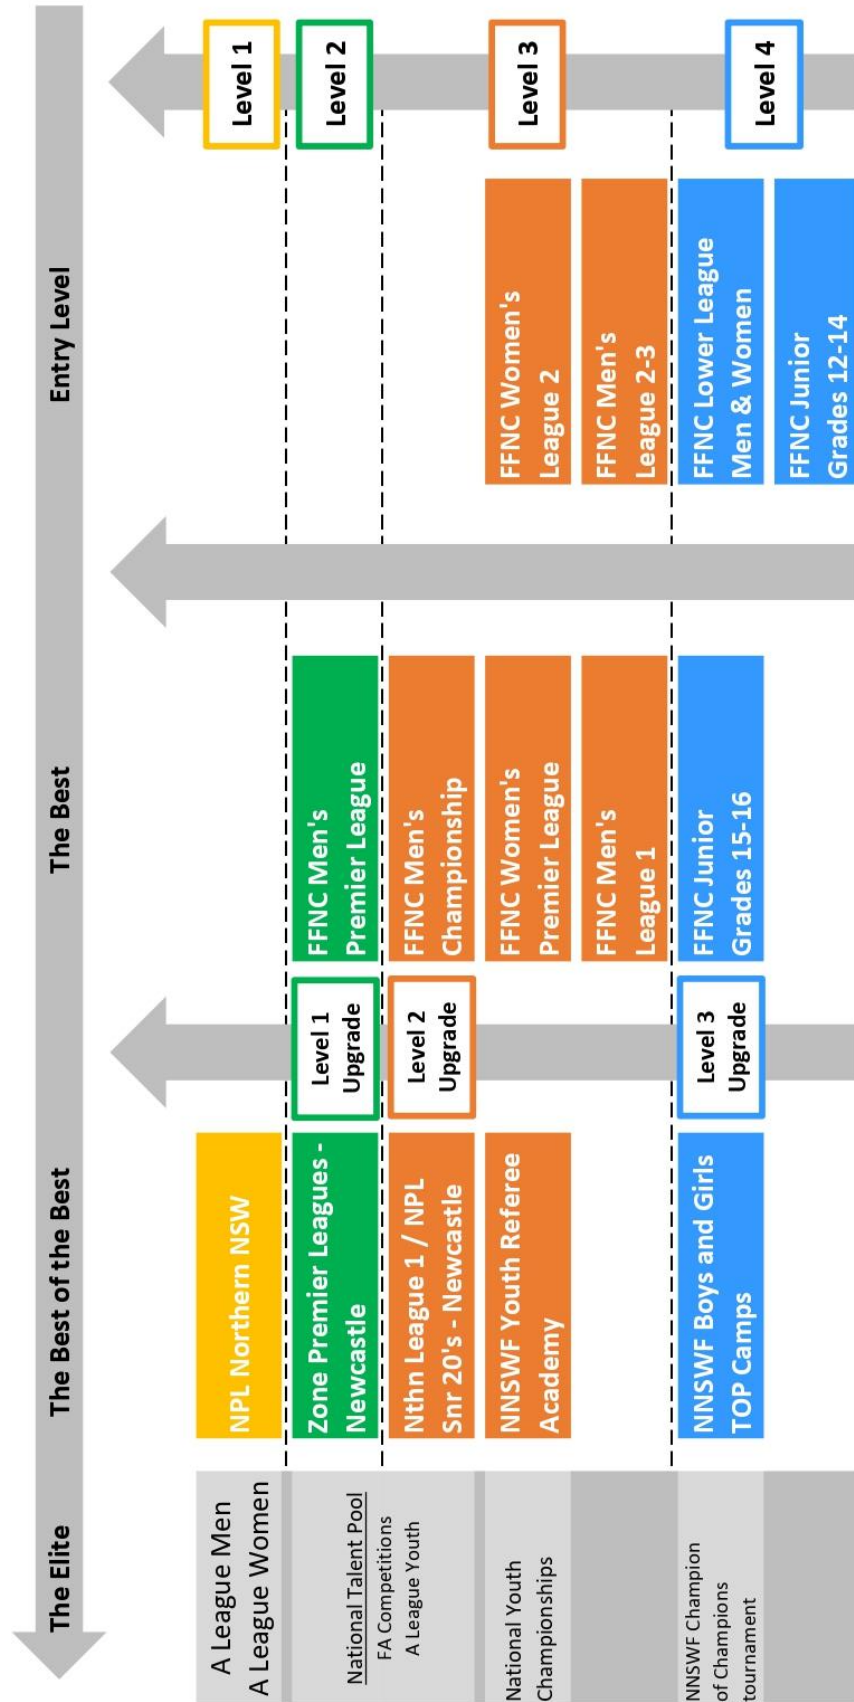 The Elite
The Best of the Best
The Best
Entry Level
A League Men
A League Women
NPL Northern NSW
Level 1
National Talent Pool
FA Competitions
A League Youth
Zone Premier Leagues -
Newcastle
Level 1
Upgrade
FFNC Men's
Premier League
Level 2
Nthn League 1 / NPL
Snr 20's - Newcastle
Level 2
Upgrade
FFNC Men's
Championship
National Youth
Championships
NNSWF Youth Referee
Academy
FFNC Women's
Premier League
FFNC Women's
League 2
Level 3
FFNC Men's
League 1
FFNC Men's
League 2-3
NNSWF Champion
of Champions
tournament
NNSWF Boys and Girls
TOP Camps
Level 3
Upgrade
FFNC Junior
Grades 15-16
FFNC Lower League
Men & Women
Level 4
FFNC Junior
Grades 12-14